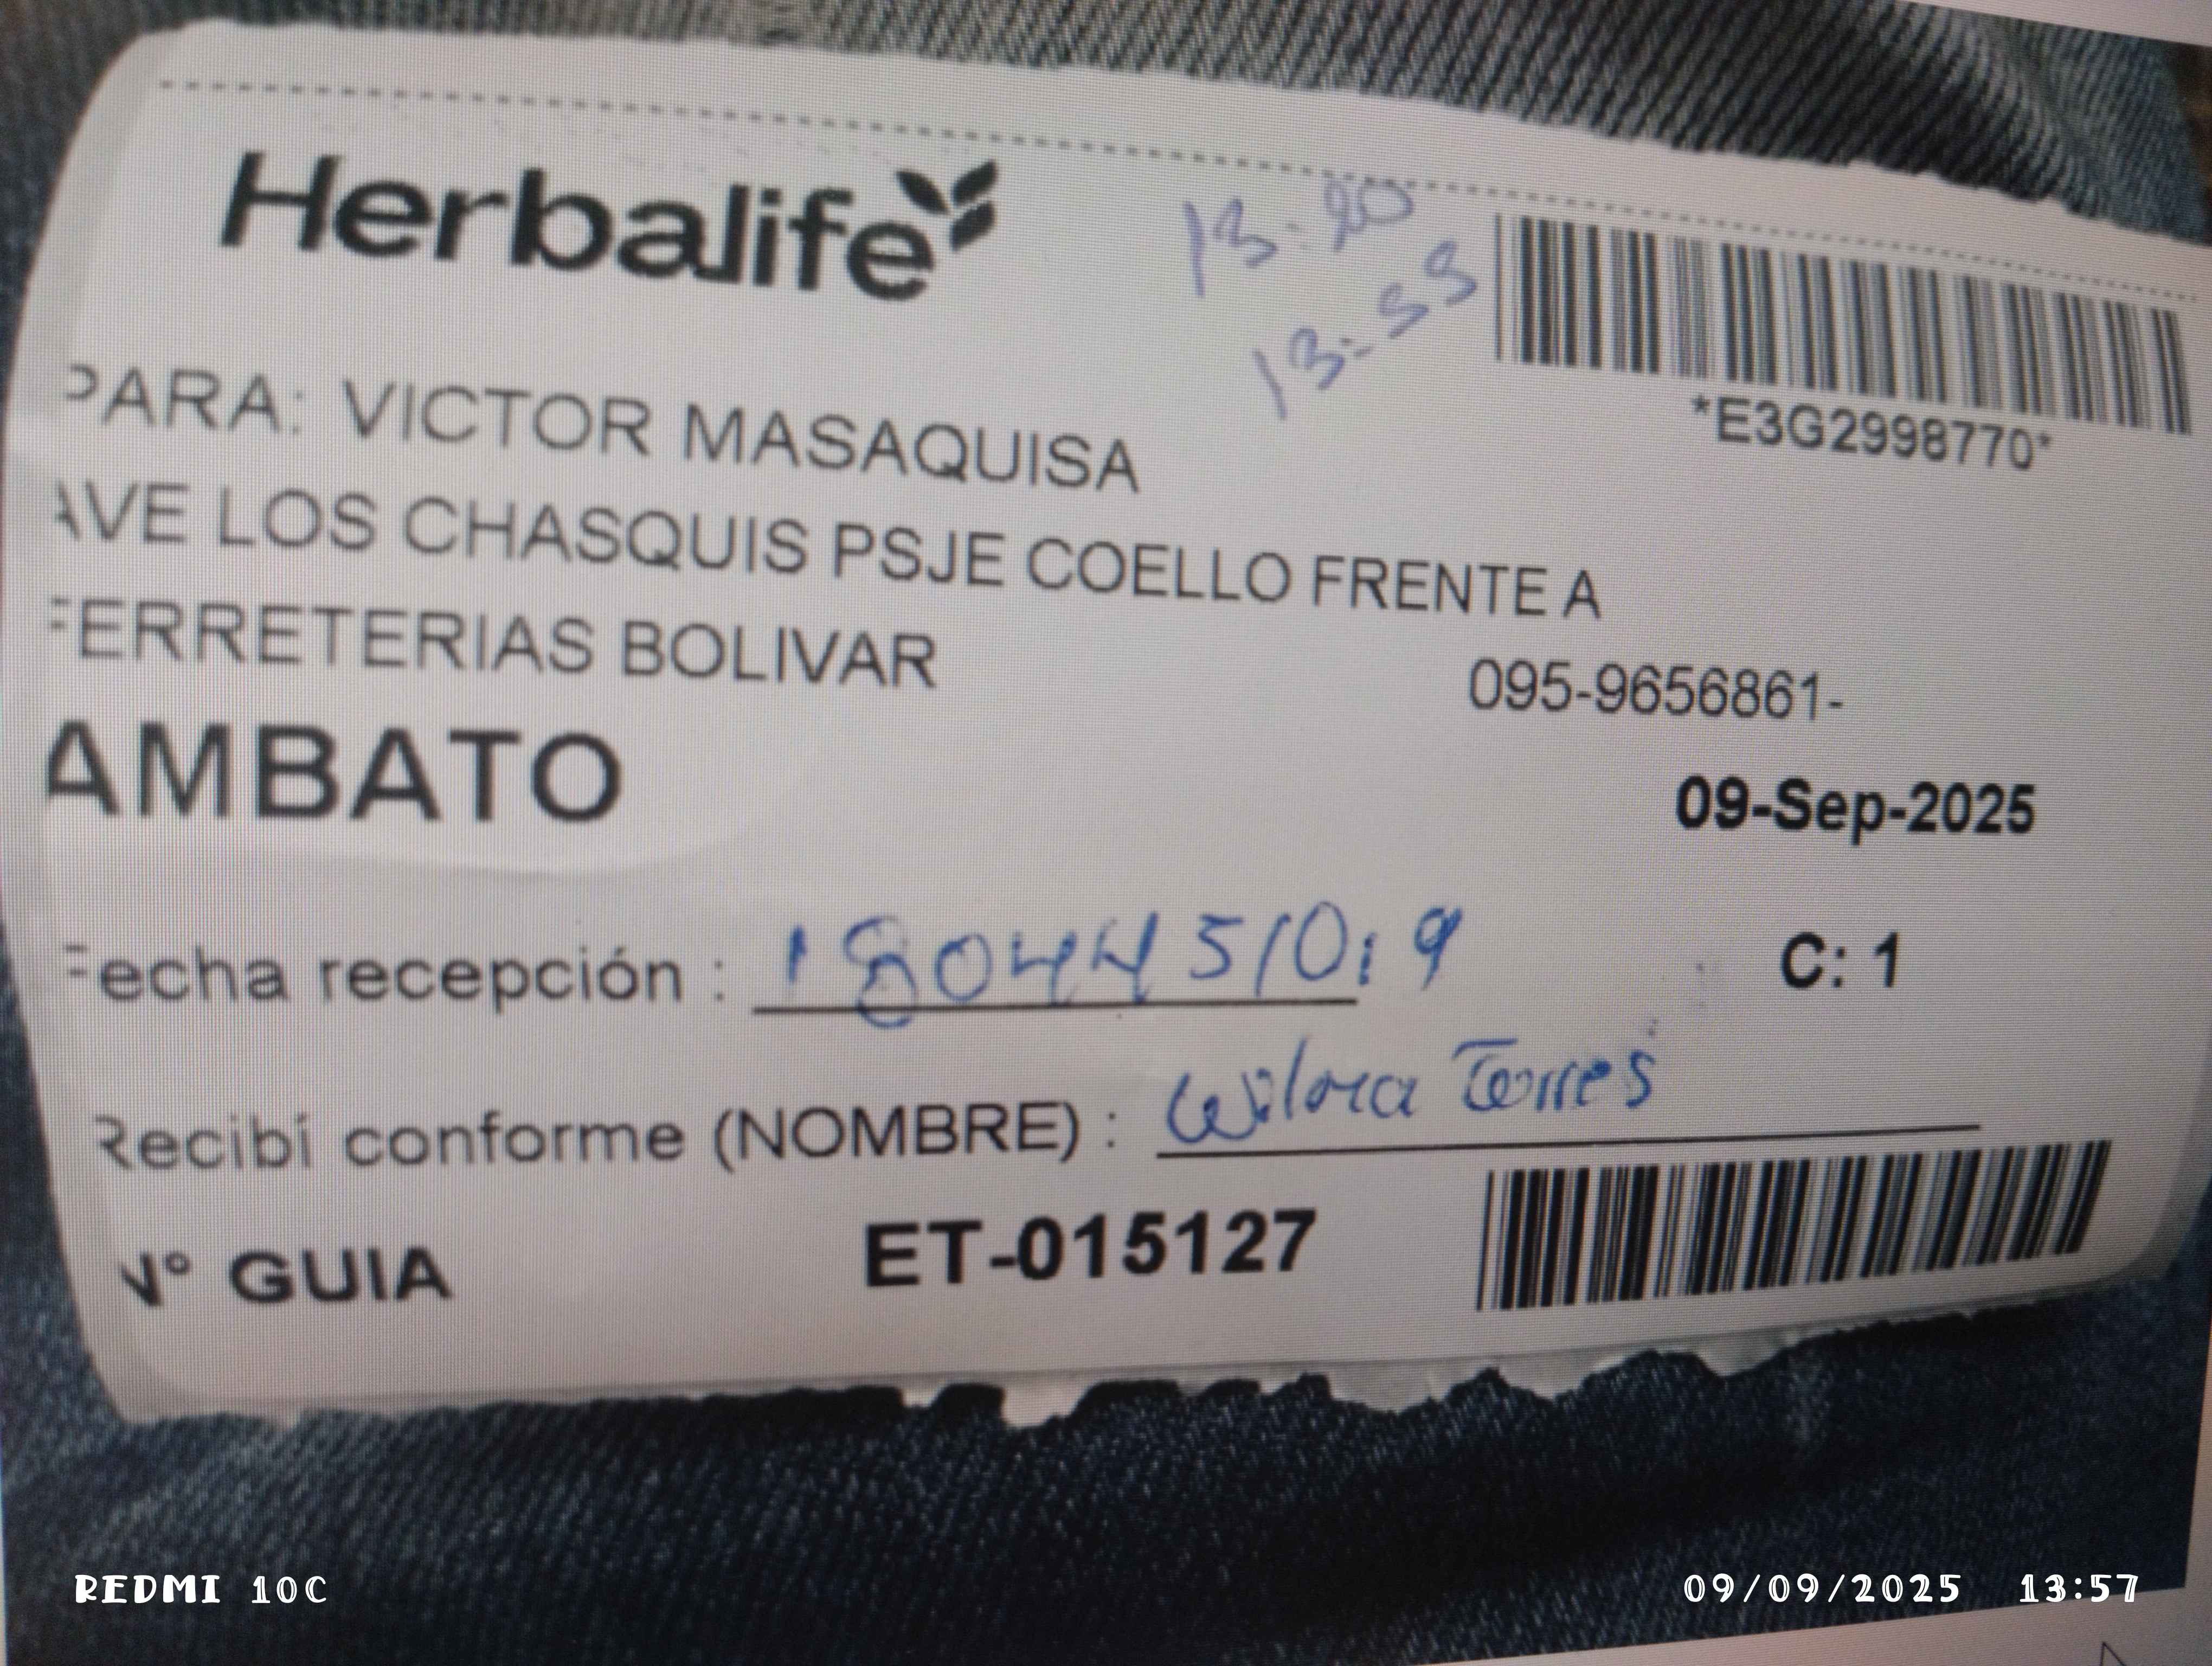 Herbalife
13:20
13:55
*E3G2998770*
PARA: VICTOR MASAQUISA
AVE LOS CHASQUIS PSJE COELLO FRENTE A
FERRETERIAS BOLIVAR
095-9656861-
AMBATO
09-Sep-2025
Fecha recepción :
C: 1
Recibí conforme (NOMBRE) : Wilma Torres
N° GUIA ET-015127
REDMI 10C
09/09/2025 13:57